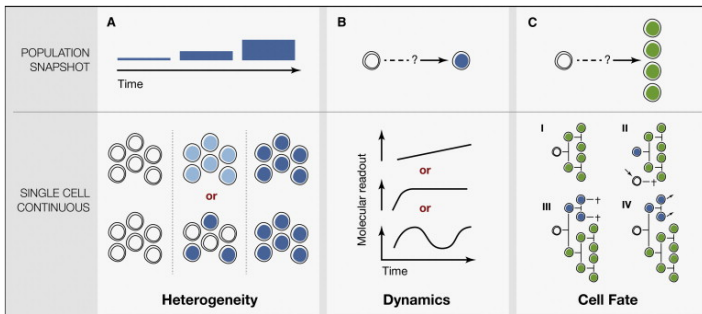 A
B
C
POPULATION
SNAPSHOT
Time
?
?
SINGLE CELL
CONTINUOUS
or
Molecular readout
or
or
Time
I
II
III
IV
Heterogeneity
Dynamics
Cell Fate